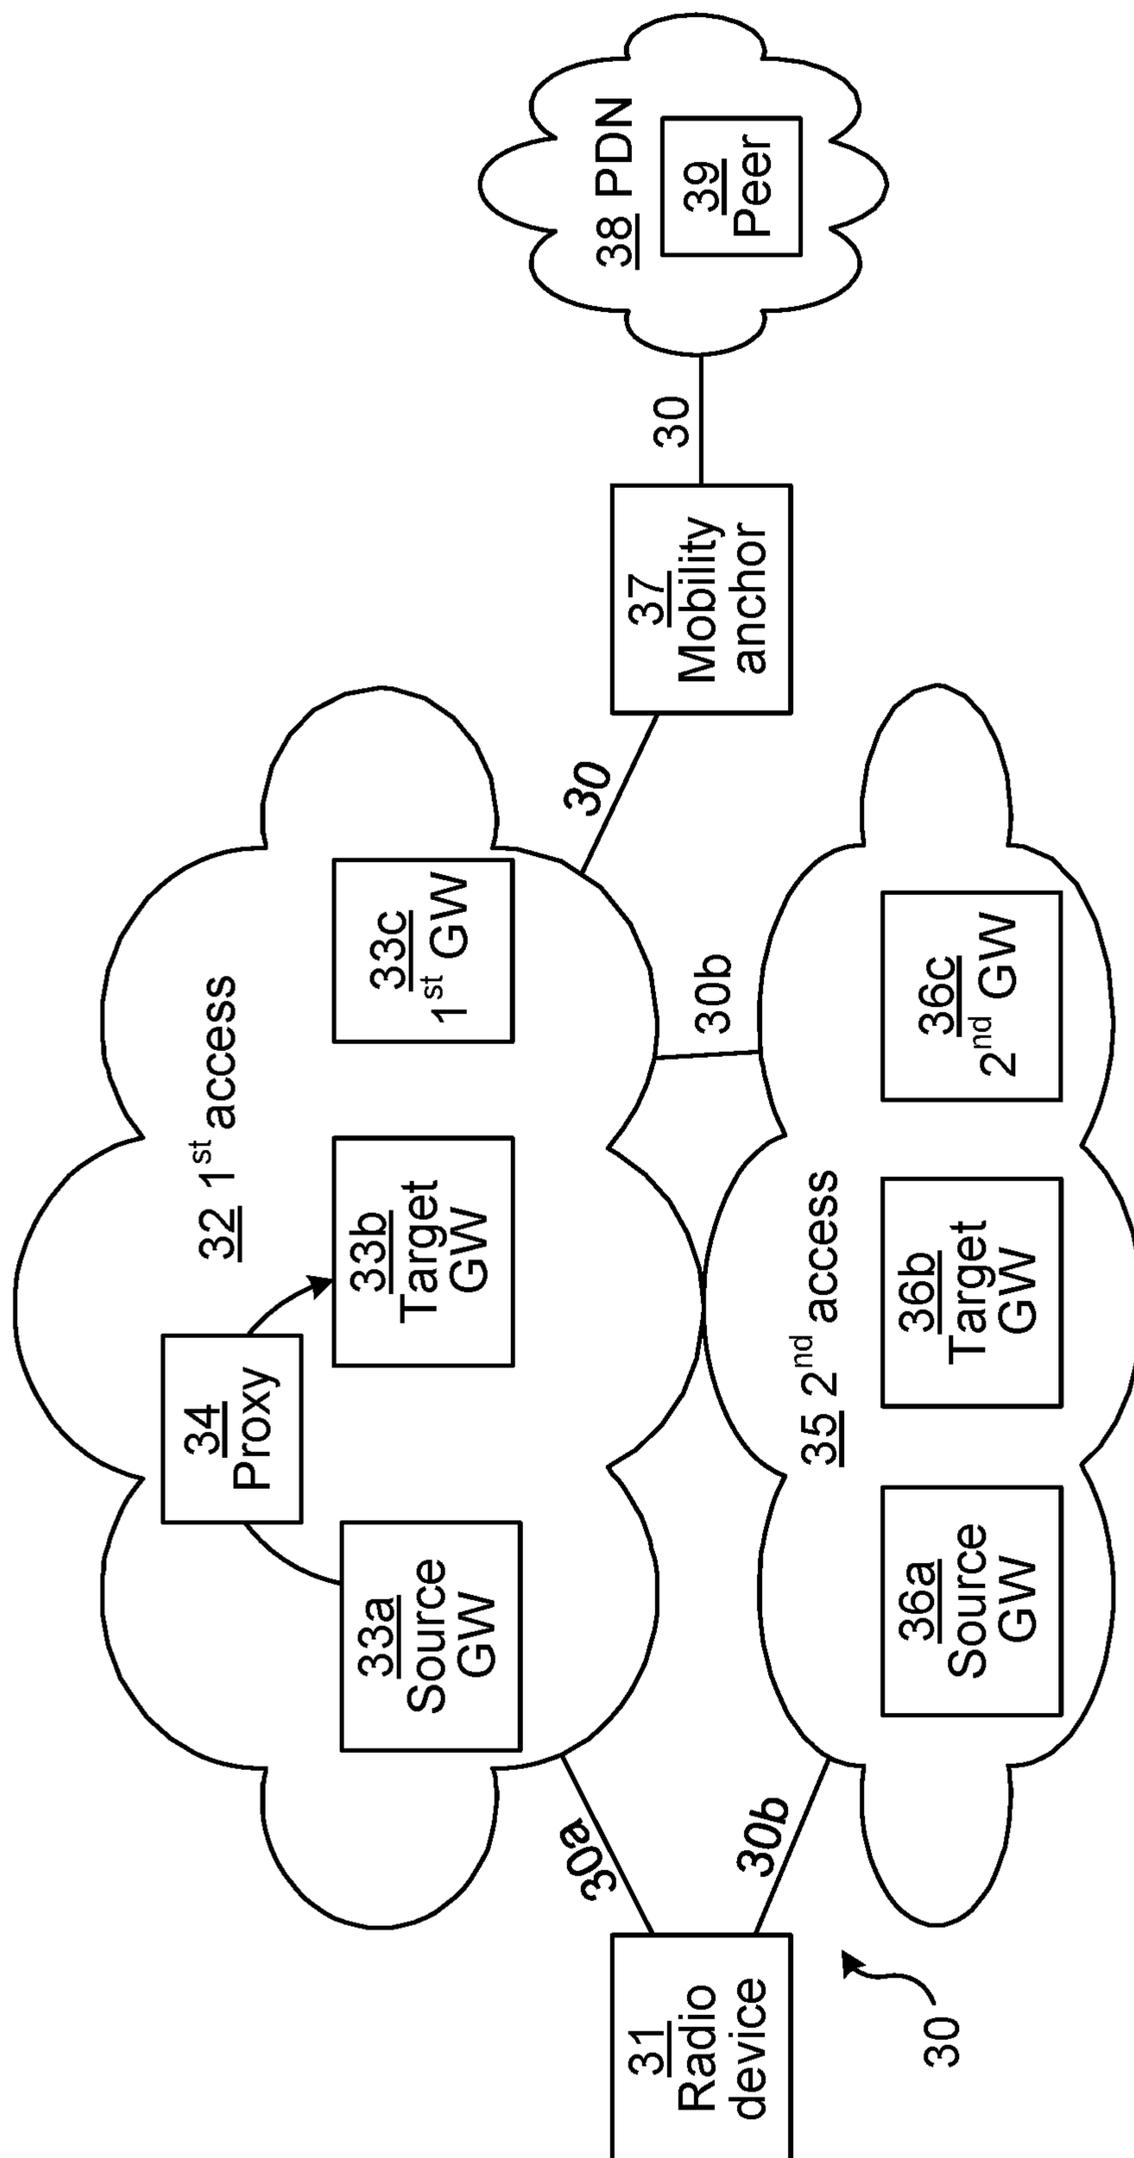 32 1st access
34
Proxy
33a
Source
GW
33b
Target
GW
33c
1st GW
30a
30
30b
31
Radio
device
37
Mobility
anchor
30
38 PDN
39
Peer
30b
35 2nd access
36a
Source
GW
36b
Target
GW
36c
2nd GW
30